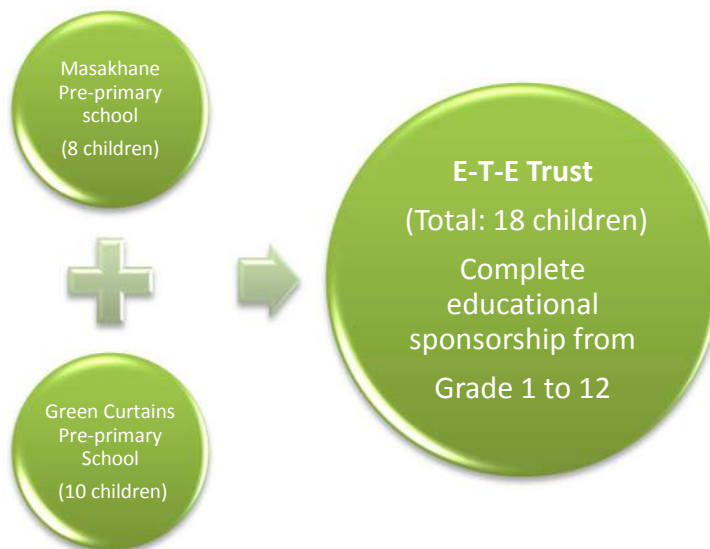 Masakhane
Pre-primary
school
(8 children)
Green Curtains
Pre-primary
School
(10 children)
E-T-E Trust
(Total: 18 children)
Complete
educational
sponsorship from
Grade 1 to 12